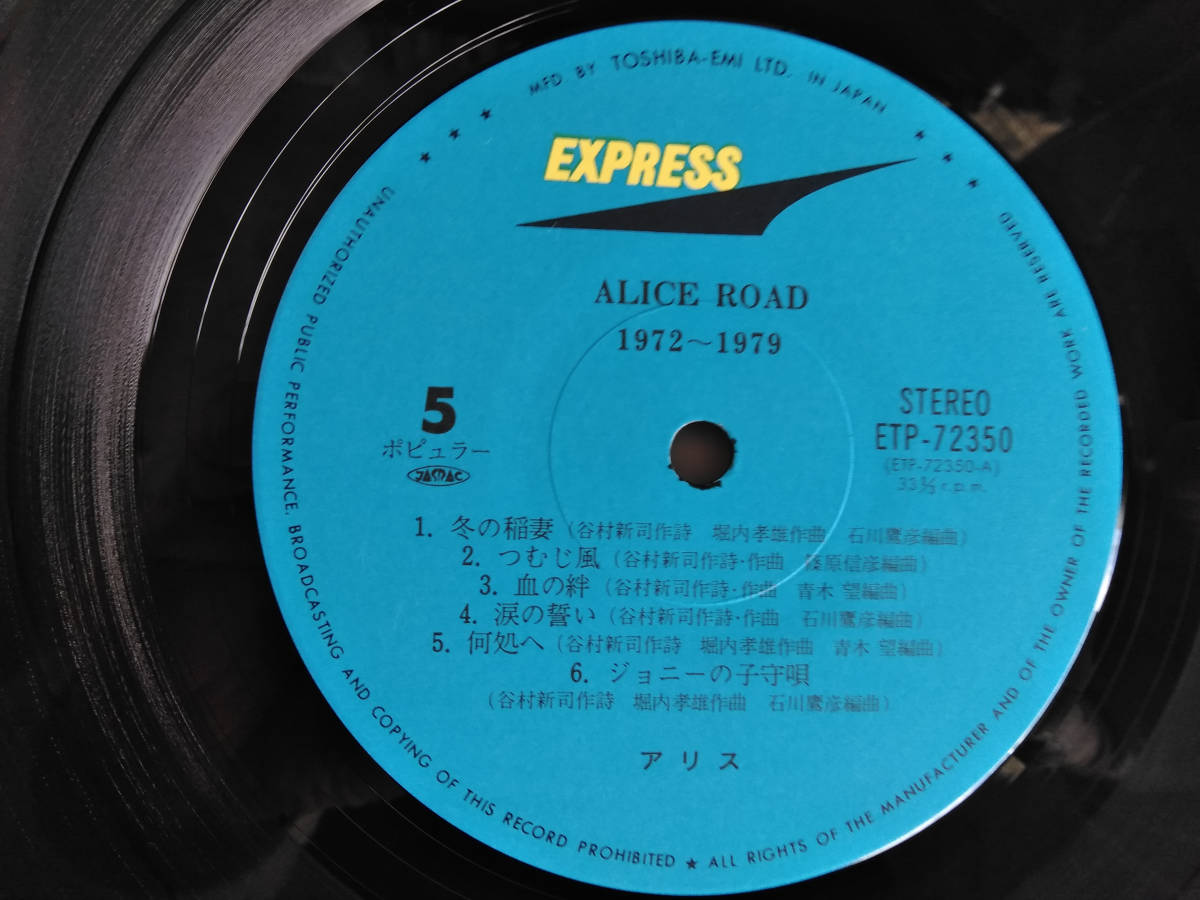 MFD BY TOSHIBA-EMI LTD. IN JAPAN
EXPRESS
ALICE ROAD
1972～1979
5
ポピュラー
JASRAC
STEREO
ETP-72350
(ETP-72350-A)
33⅓ r.p.m.
1. 冬の稲妻 (谷村新司作詩 堀内孝雄作曲 石川鷹彦編曲)
2. つむじ風 (谷村新司作詩・作曲 篠原信彦編曲)
3. 血の絆 (谷村新司作詩・作曲 青木 望編曲)
4. 涙の誓い (谷村新司作詩・作曲 石川鷹彦編曲)
5. 何処へ (谷村新司作詩 堀内孝雄作曲 青木 望編曲)
6. ジョニーの子守唄
(谷村新司作詩 堀内孝雄作曲 石川鷹彦編曲)
アリス
UNAUTHORIZED PUBLIC PERFORMANCE, BROADCASTING AND COPYING OF THIS RECORD PROHIBITED ★ ALL RIGHTS OF THE MANUFACTURER AND OF THE OWNER OF THE RECORDED WORK ARE RESERVED